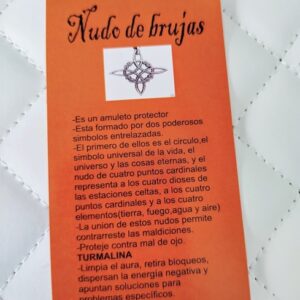 Nudo de brujas
-Es un amuleto protector
-Esta formado por dos poderosos
simbolos entrelazadas.
-El primero de ellos es el circulo,el
simbolo universal de la vida, el
universo y las cosas eternas, y el
nudo de cuatro puntos cardinales
representa a los cuatro dioses de
las estaciones celtas, a los cuatro
puntos cardinales y a los cuatro
elementos(tierra, fuego,agua y aire)
-La union de estos nudos permite
contrarreste las maldiciones.
-Proteje contra mal de ojo.
TURMALINA
-Limpia el aura, retira bloqueos,
dispersan la energía negativa y
apuntan soluciones para
problemas específicos.